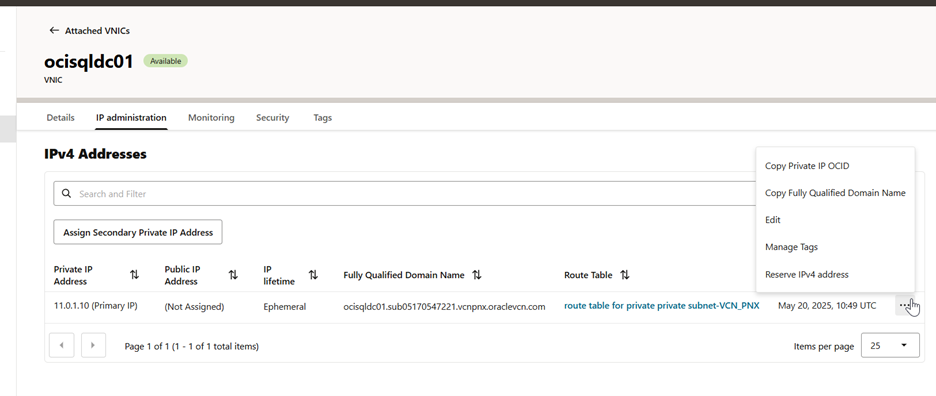 Attached VNICs
ocisqldc01 Available
VNIC
Details IP administration Monitoring Security Tags
IPv4 Addresses
Copy Private IP OCID
Search and Filter
Copy Fully Qualified Domain Name
Edit
Assign Secondary Private IP Address
Manage Tags
Private IP Address Public IP Address IP lifetime Fully Qualified Domain Name Route Table
Reserve IPv4 address
11.0.1.10 (Primary IP) (Not Assigned) Ephemeral ocisqldc01.sub05170547221.vcnpnx.oraclevcn.com route table for private private subnet-VCN_PNX May 20, 2025, 10:49 UTC
Page 1 of 1 (1 - 1 of 1 total items) Items per page 25